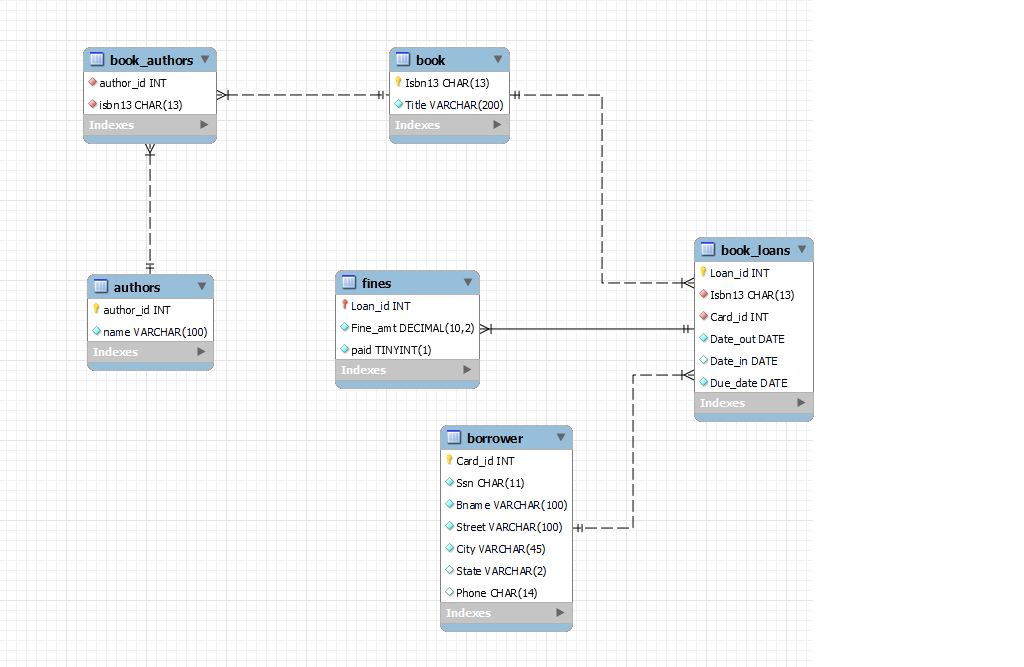 book_authors
author_id INT
isbn13 CHAR(13)
Indexes
book
Isbn13 CHAR(13)
Title VARCHAR(200)
Indexes
authors
author_id INT
name VARCHAR(100)
Indexes
fines
Loan_id INT
Fine_amt DECIMAL(10,2)
paid TINYINT(1)
Indexes
book_loans
Loan_id INT
Isbn13 CHAR(13)
Card_id INT
Date_out DATE
Date_in DATE
Due_date DATE
Indexes
borrower
Card_id INT
Ssn CHAR(11)
Bname VARCHAR(100)
Street VARCHAR(100)
City VARCHAR(45)
State VARCHAR(2)
Phone CHAR(14)
Indexes